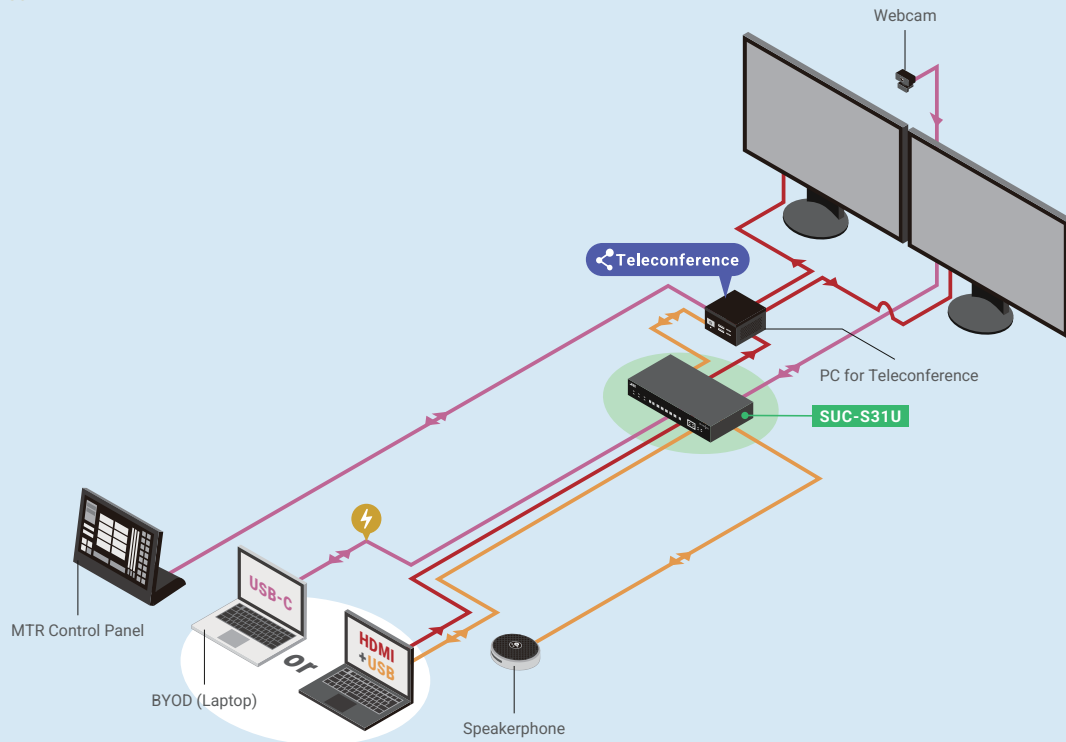 Webcam
Teleconference
PC for Teleconference
SUC-S31U
MTR Control Panel
USB-C
or
HDMI
+USB
BYOD (Laptop)
Speakerphone